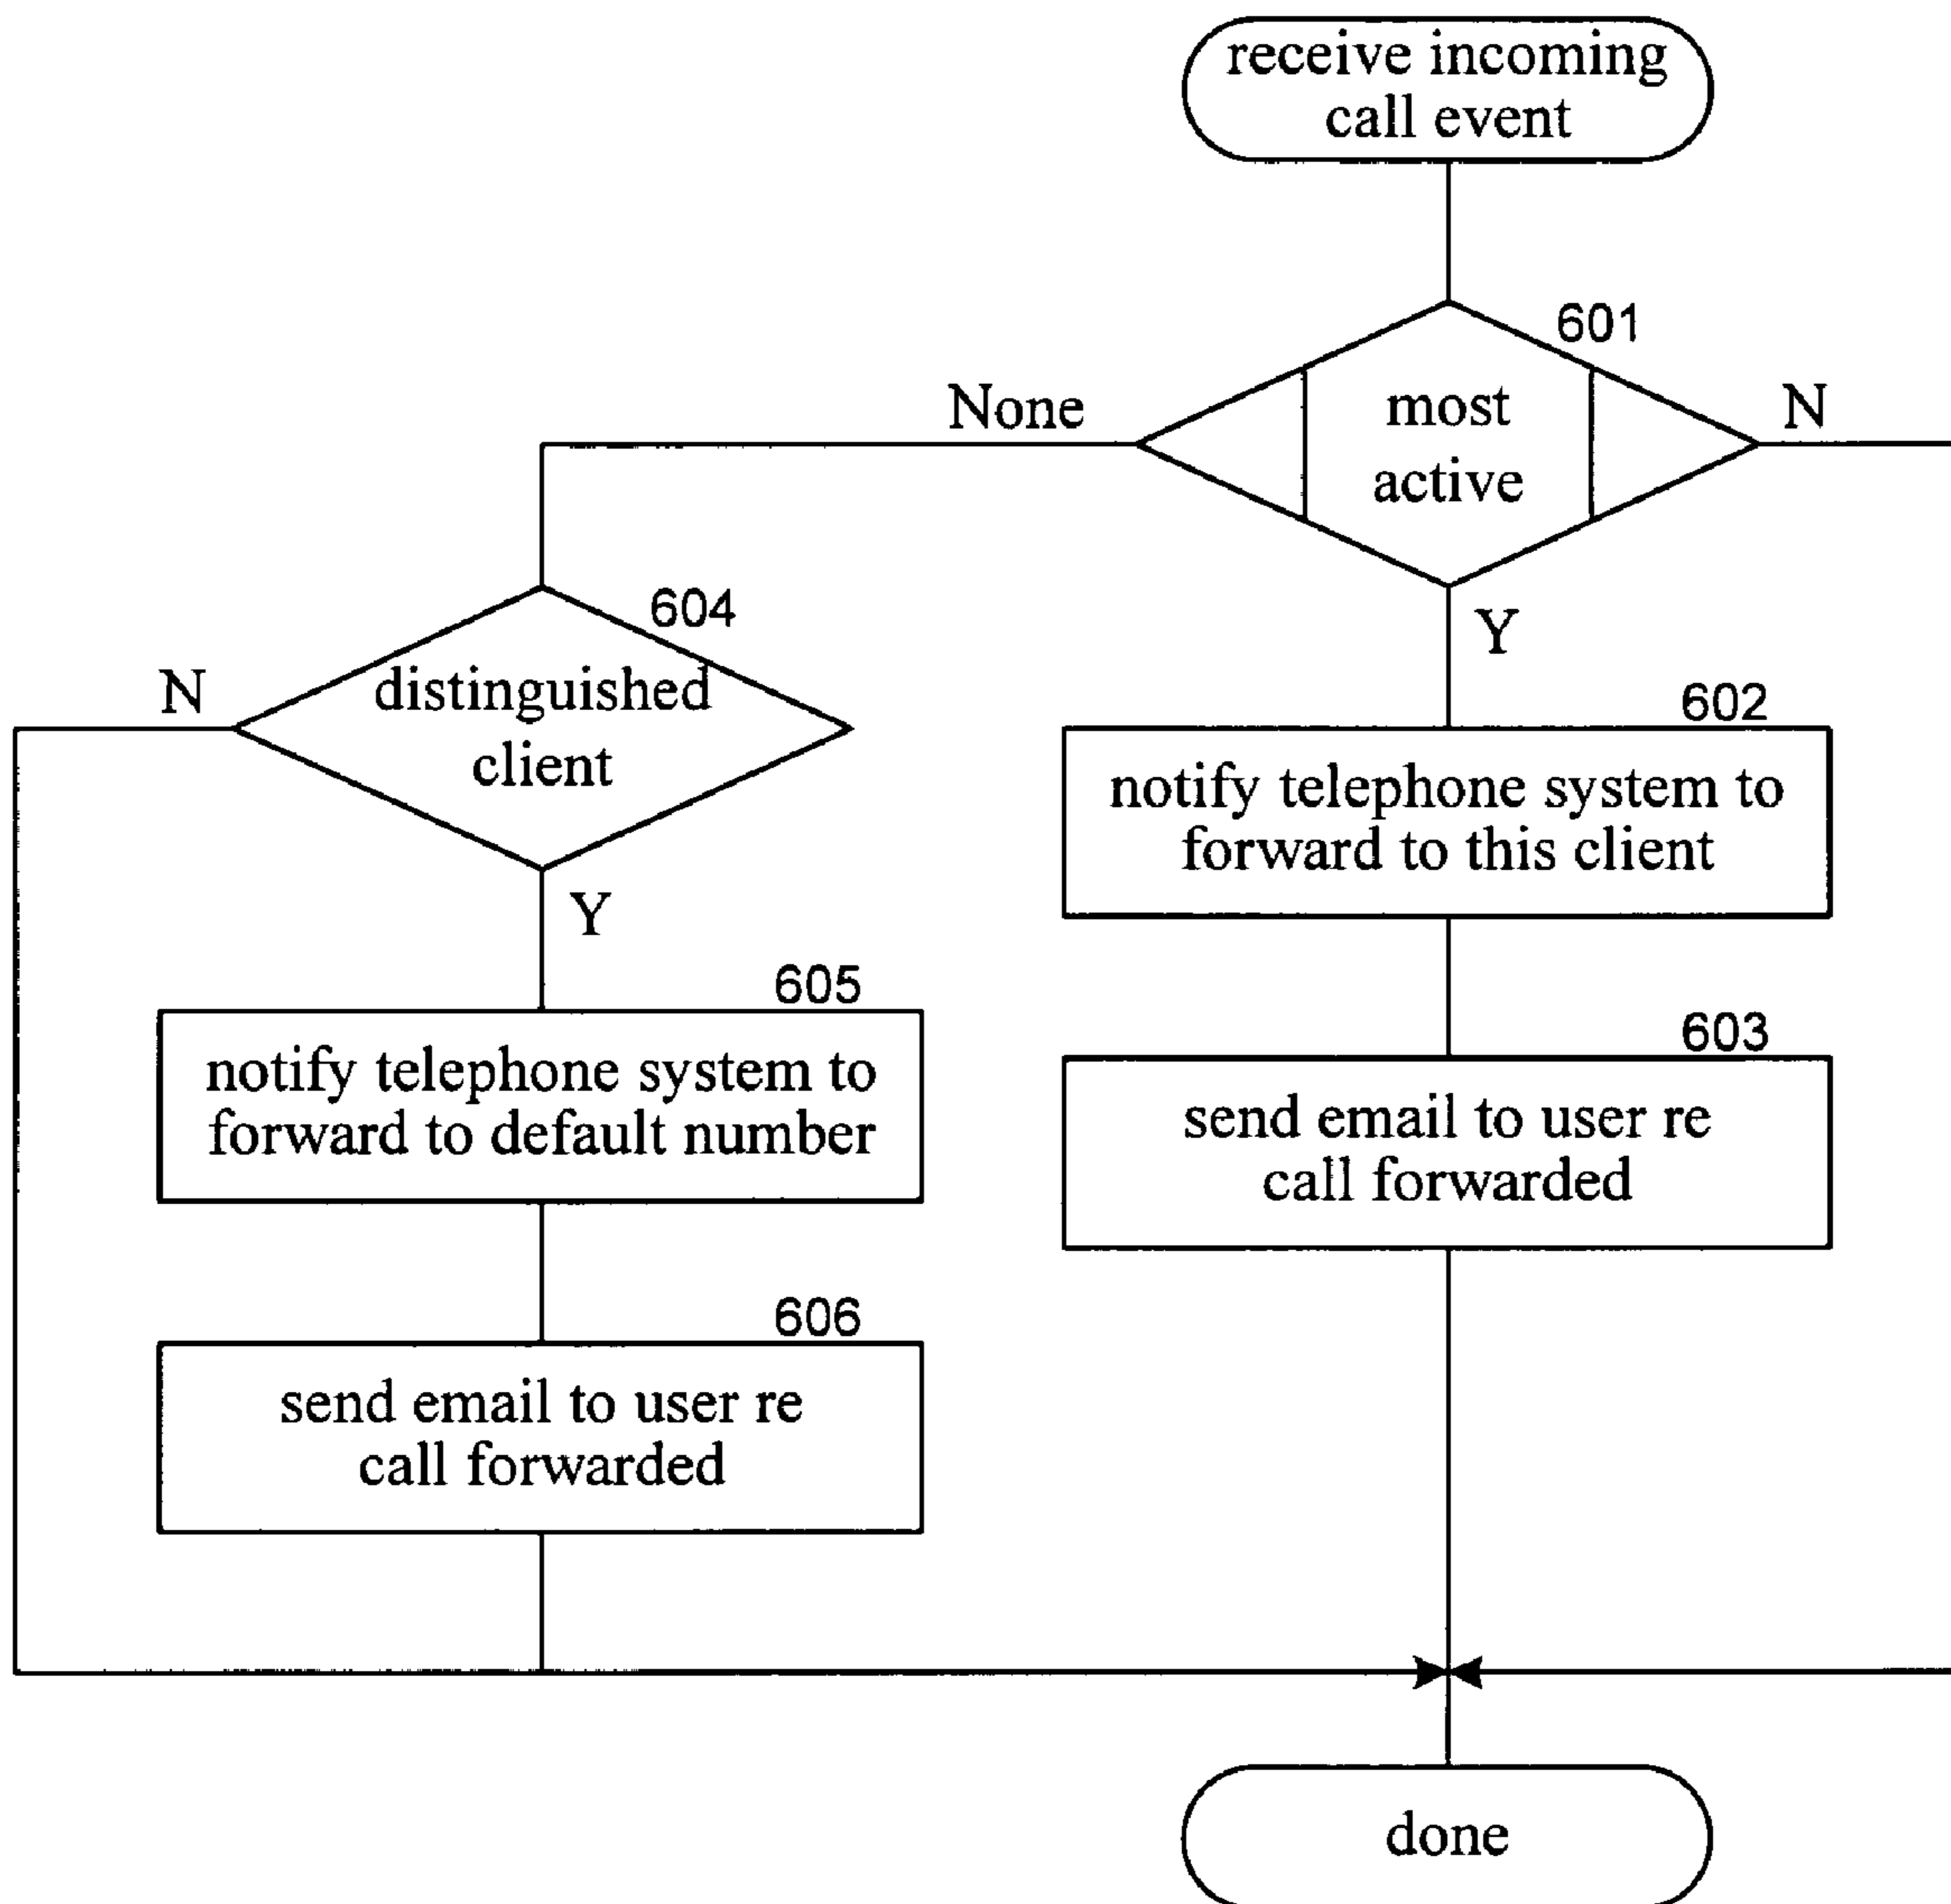 receive incoming
call event
601
None
most
active
N
Y
604
distinguished
client
N
Y
602
notify telephone system to
forward to this client
605
notify telephone system to
forward to default number
603
send email to user re
call forwarded
606
send email to user re
call forwarded
done